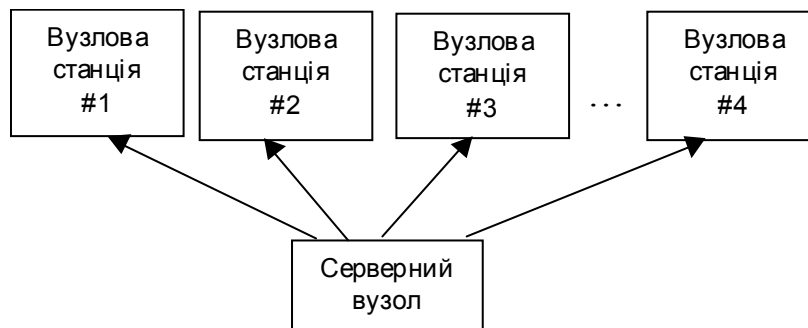 Вузлова
станція
#1
Вузлова
станція
#2
Вузлова
станція
#3
...
Вузлова
станція
#4
Серверний
вузол